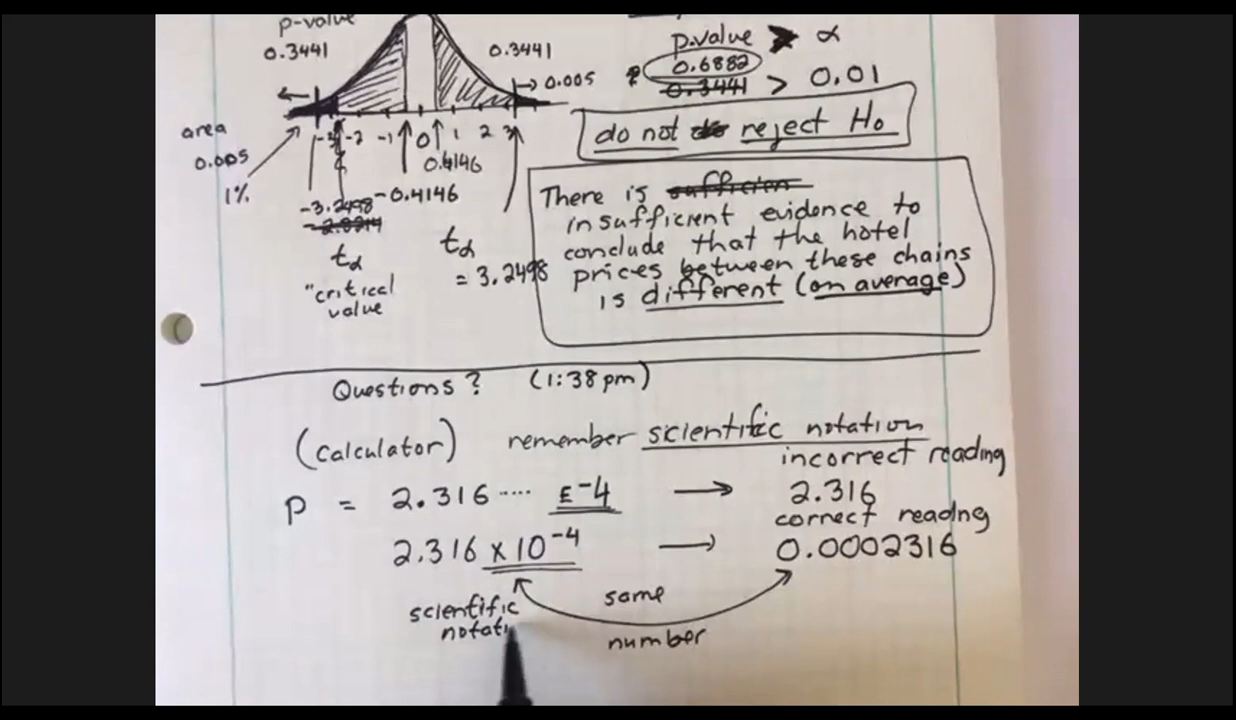 p-value
0.3441
0.3441
0.005
area
0.005
1%
-3 -2 -1 0 1 2 3
0.4146
-0.4146
-3.2498
tα
"critical
value
tα
= 3.2498
p.value > α
0.6882
0.3441 > 0.01
do not reject Ho
There is sufficien
insufficient evidence to
conclude that the hotel
prices between these chains
is different (on average)
Questions? (1:38pm)
(calculator) remember scientific notation
incorrect reading
P = 2.316 .... E-4 → 2.316
correct reading
2.316 × 10⁻⁴ → 0.0002316
scientific
notati
same
number